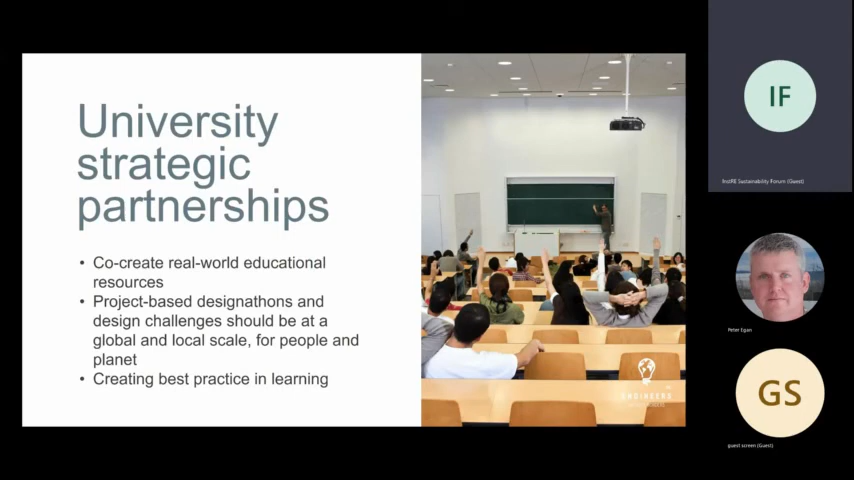 University
strategic
partnerships
• Co-create real-world educational
resources
• Project-based designathons and
design challenges should be at a
global and local scale, for people and
planet
• Creating best practice in learning
ENGINEERS
IF
InstRE Sustainability Forum (Guest)
Peter Egan
GS
guest screen (Guest)